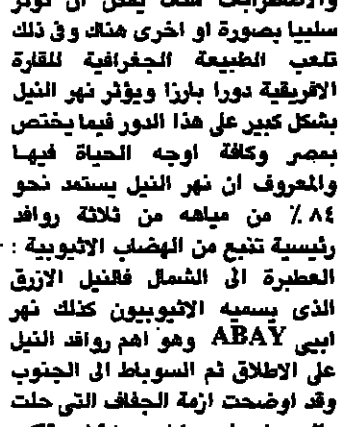 والاضطرابات هناك يمكن ان تؤثر
سلبيا بصورة او اخرى هناك وفى ذلك
تلعب الطبيعة الجغرافية للقارة
الافريقية دورا بارزا ويؤثر نهر النيل
بشكل كبير على هذا الدور فيما يختص
بمصر وكافة اوجه الحياة فيها
والمعروف ان نهر النيل يستمد نحو
٨٤ ٪ من مياهه من ثلاثة روافد
رئيسية تنبع من الهضاب الاثيوبية : -
العطبرة الى الشمال فالنيل الازرق
الذى يسميه الاثيوبيون كذلك نهر
ابيى ABAY وهو اهم روافد النيل
على الاطلاق ثم السوباط الى الجنوب
وقد اوضحت ازمة الجفاف التى حلت